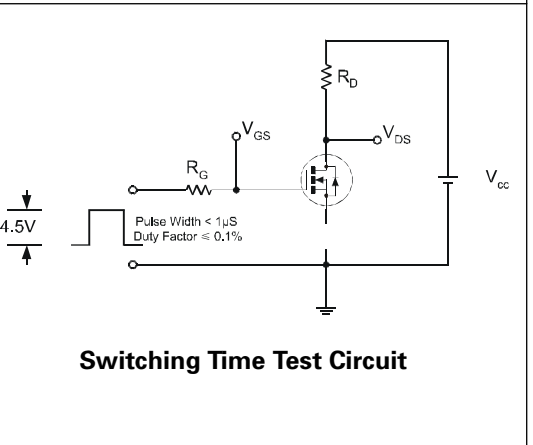 R_D
V_GS
V_DS
R_G
V_cc
4.5V
Pulse Width < 1μS
Duty Factor ≤ 0.1%
Switching Time Test Circuit